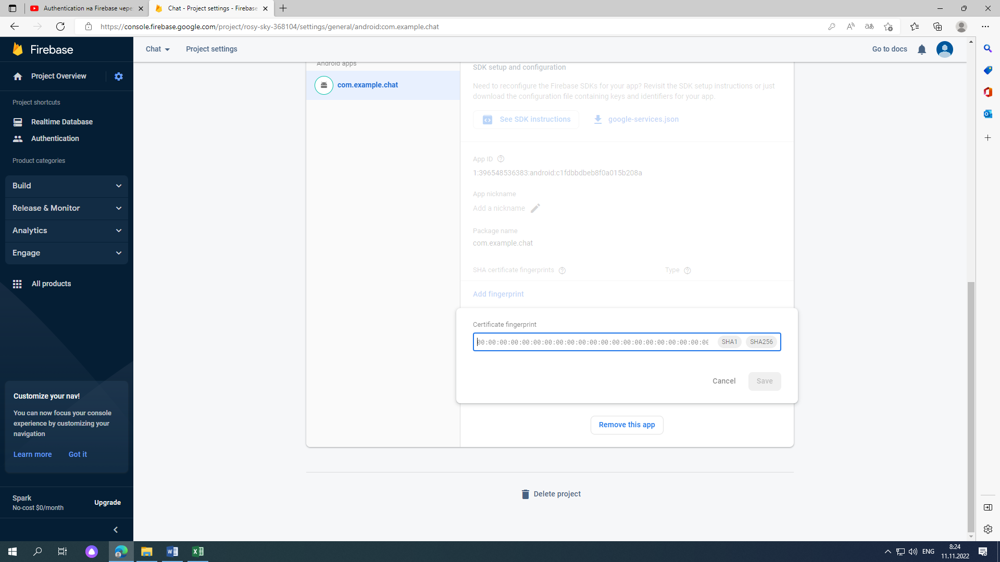 Authentication на Firebase чере
Chat - Project settings - Firebase
https://console.firebase.google.com/project/rosy-sky-368104/settings/general/android:com.example.chat
Firebase
Chat
Project settings
Go to docs
Project Overview
Project shortcuts
Realtime Database
Authentication
Product categories
Build
Release & Monitor
Analytics
Engage
All products
Customize your nav!
You can now focus your console
experience by customizing your
navigation
Learn more
Got it
Spark
No-cost $0/month
Upgrade
Android apps
com.example.chat
SDK setup and configuration
Need to reconfigure the Firebase SDKs for your app? Revisit the SDK setup instructions or just
download the configuration file containing keys and identifiers for your app.
See SDK instructions
google-services.json
App ID
1:396548536383:android:c1fdbbdbeb8f0a015b208a
App nickname
Add a nickname
Package name
com.example.chat
SHA certificate fingerprints
Type
Add fingerprint
Certificate fingerprint
00:00:00:00:00:00:00:00:00:00:00:00:00:00:00:00:00:00:00:00:00
SHA1
SHA256
Cancel
Save
Remove this app
Delete project
ENG
8:24
11.11.2022